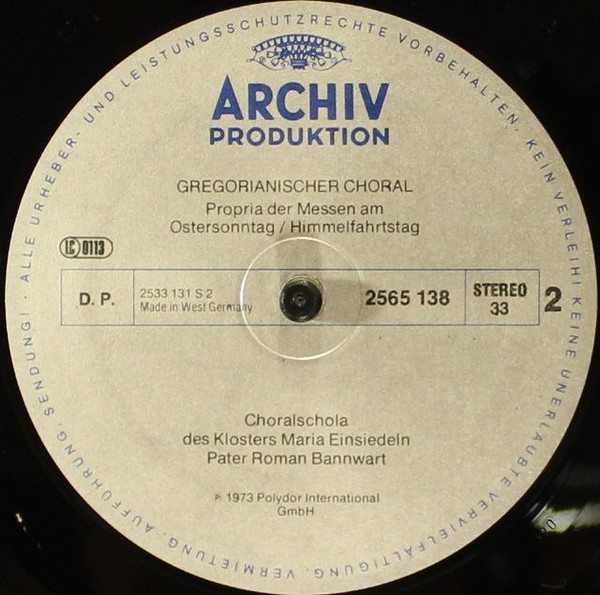 ALLE URHEBER- UND LEISTUNGSSCHUTZRECHTE VORBEHALTEN. KEIN VERLEIH! KEINE UNERLAUBTE VERVIELFÄLTIGUNG, VERMIETUNG, AUFFÜHRUNG, SENDUNG! ·
ARCHIV
PRODUKTION
GREGORIANISCHER CHORAL
Propria der Messen am
Ostersonntag / Himmelfahrtstag
LC 0113
D. P.
2533 131 S 2
Made in West Germany
2565 138
STEREO
33
2
Choralschola
des Klosters Maria Einsiedeln
Pater Roman Bannwart
℗ 1973 Polydor International
GmbH